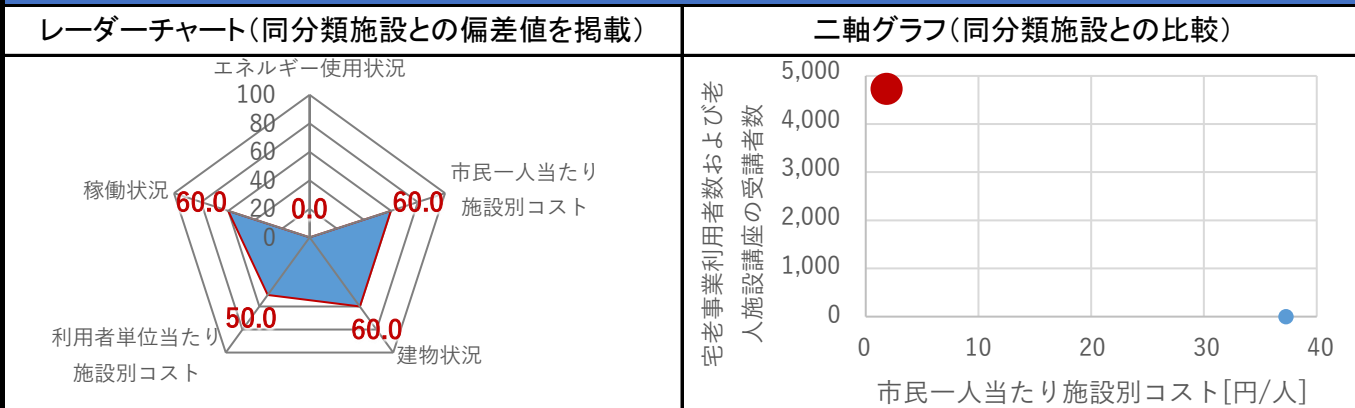 レーダーチャート(同分類施設との偏差値を掲載)
エネルギー使用状況
100
80
60
40
20
0
0.0
市民一人当たり
施設別コスト
60.0
建物状況
60.0
利用者単位当たり
施設別コスト
50.0
稼働状況
60.0
二軸グラフ(同分類施設との比較)
宅老事業利用者数および老
人施設講座の受講者数
5,000
4,000
3,000
2,000
1,000
0
0 10 20 30 40
市民一人当たり施設別コスト[円/人]